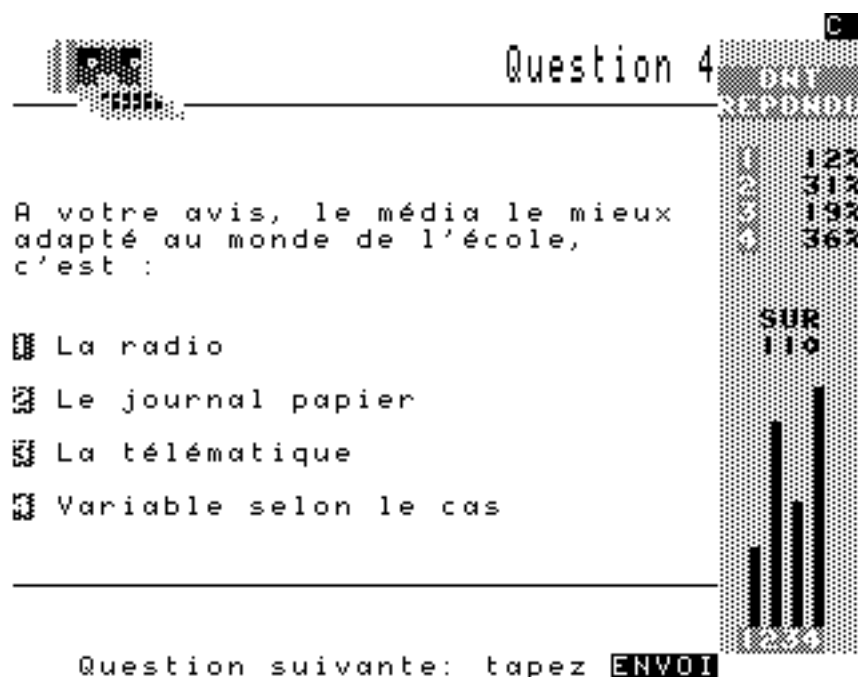 C
Question 4
ONT
REPONDU
1 12%
2 31%
3 19%
4 36%
A votre avis, le média le mieux
adapté au monde de l'école,
c'est :
SUR
110
1 La radio
2 Le journal papier
3 La télématique
4 Variable selon le cas
1234
Question suivante: tapez ENVOI